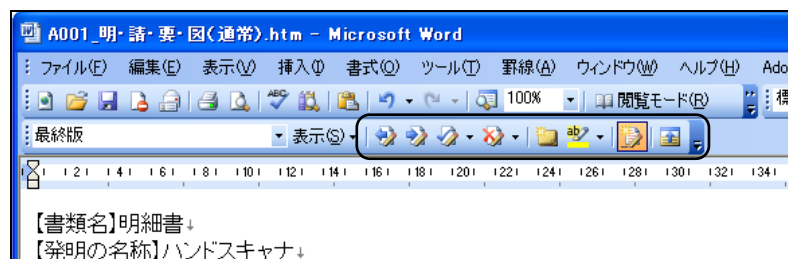 A001_明・請・要・図(通常).htm - Microsoft Word
ファイル(F) 編集(E) 表示(V) 挿入(I) 書式(O) ツール(T) 罫線(A) ウィンドウ(W) ヘルプ(H) Ado
ABC 100% 閲覧モード(R) 標
最終版 表示(S) ab
2 4 6 8 10 12 14 16 18 20 22 24 26 28 30 32 34
【書類名】明細書↓
【発明の名称】ハンドスキャナ↓